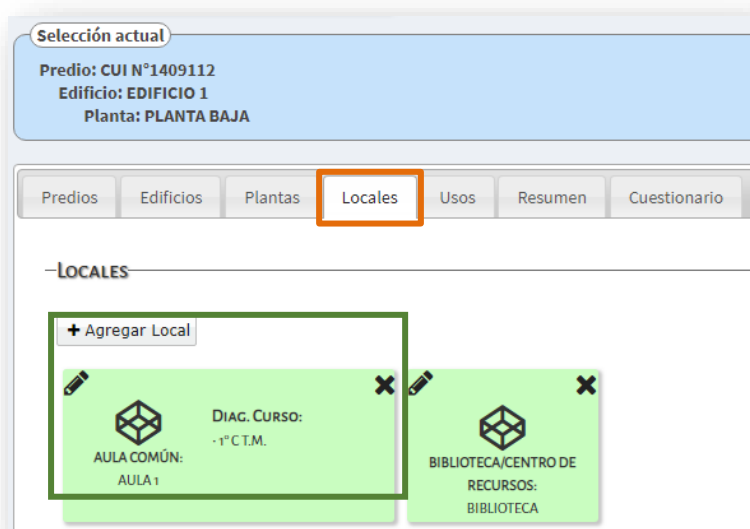 Selección actual
Predio: CUI N°1409112
Edificio: EDIFICIO 1
Planta: PLANTA BAJA
Predios Edificios Plantas Locales Usos Resumen Cuestionario
LOCALES
+ Agregar Local
DIAG. CURSO:
- 1° C T.M.
AULA COMÚN:
AULA 1
BIBLIOTECA/CENTRO DE
RECURSOS:
BIBLIOTECA